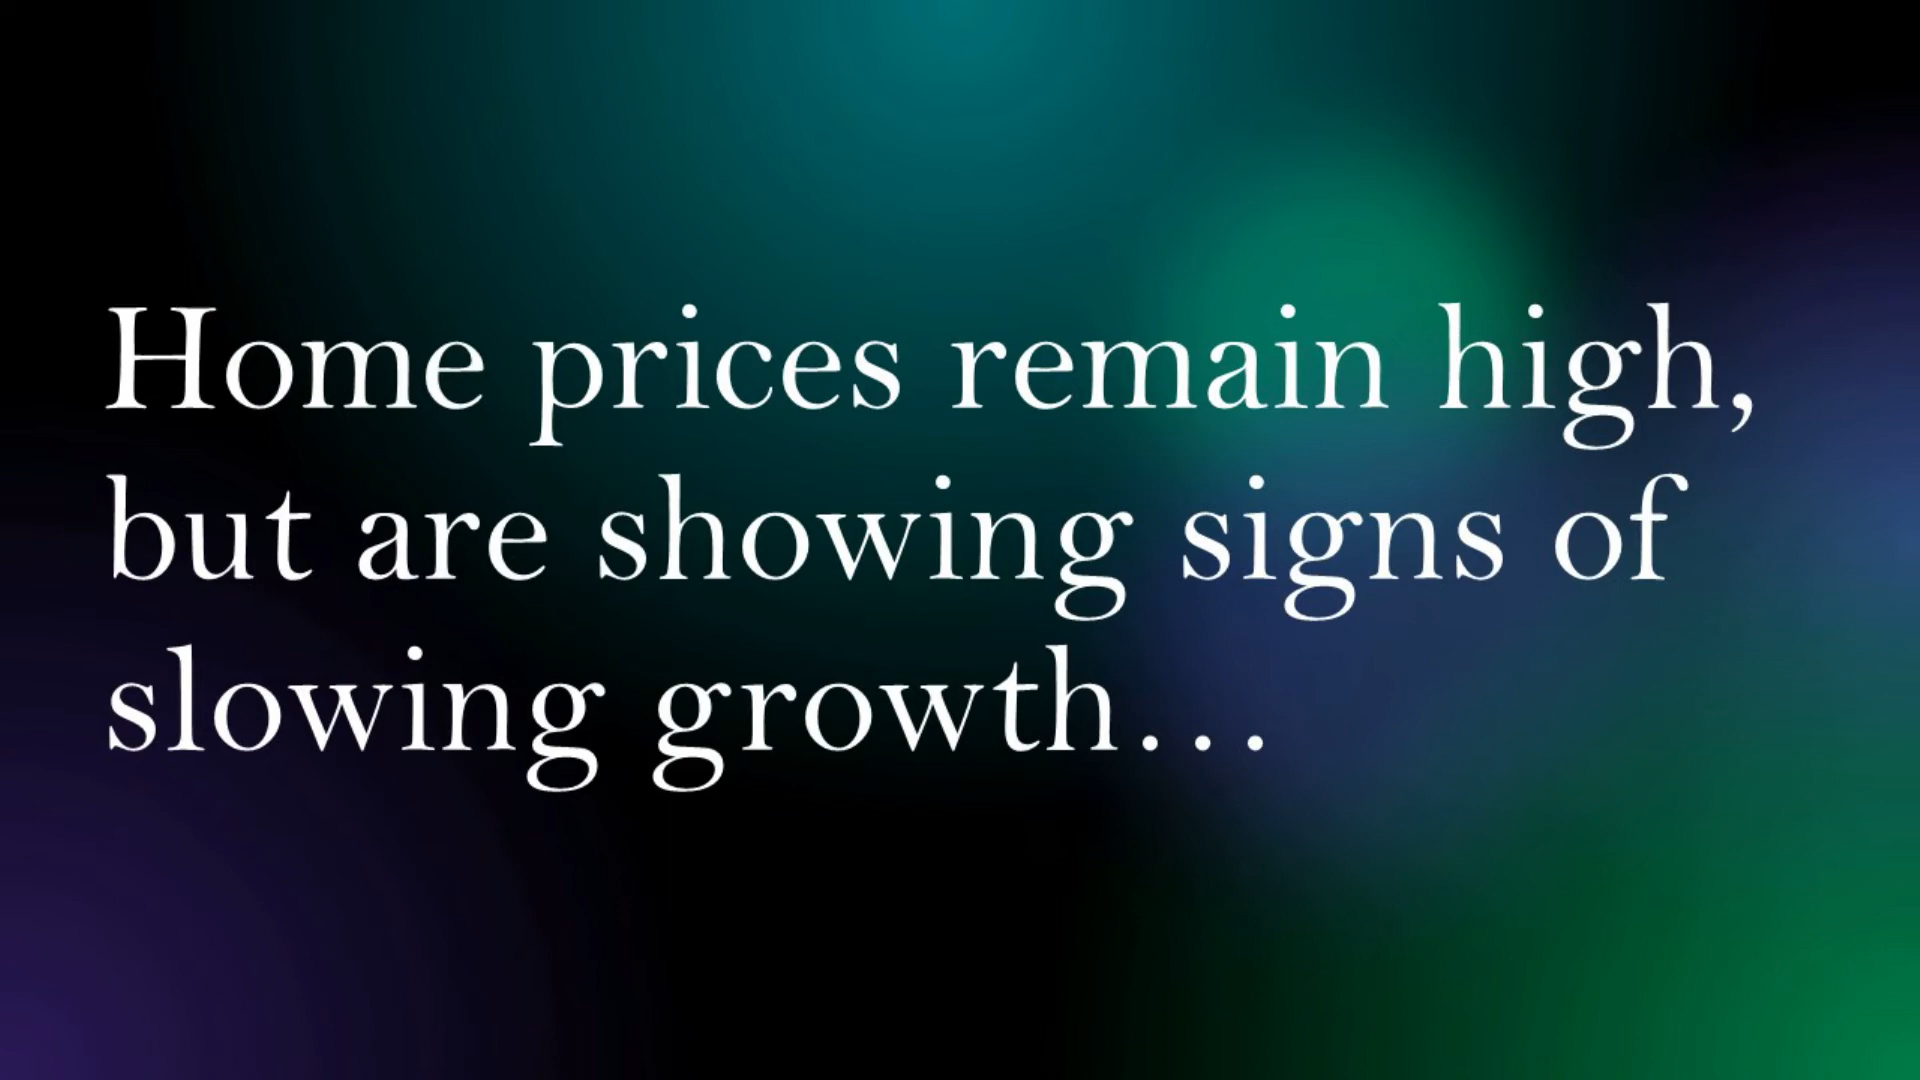 Home prices remain high,
but are showing signs of
slowing growth...